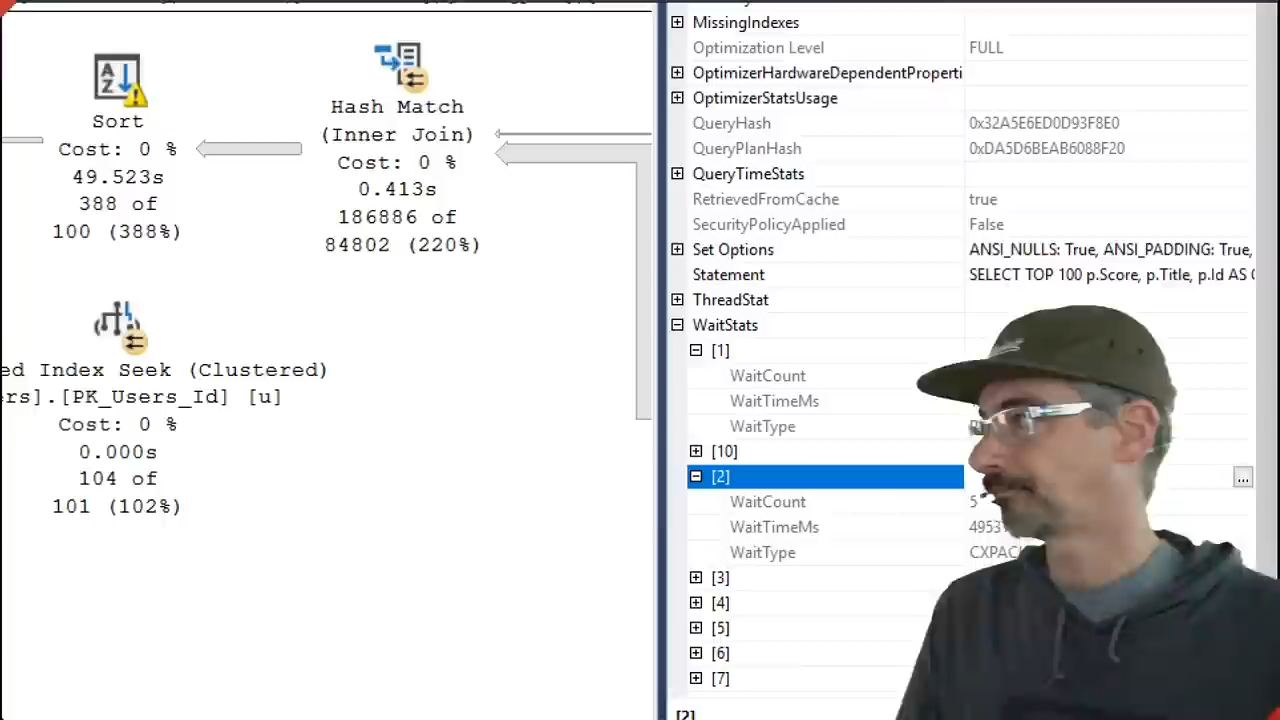 Sort
Cost: 0 %
49.523s
388 of
100 (388%)
Hash Match
(Inner Join)
Cost: 0 %
0.413s
186886 of
84802 (220%)
ed Index Seek (Clustered)
ers].[PK_Users_Id] [u]
Cost: 0 %
0.000s
104 of
101 (102%)
MissingIndexes
Optimization Level FULL
OptimizerHardwareDependentProperti
OptimizerStatsUsage
QueryHash 0x32A5E6ED0D93F8E0
QueryPlanHash 0xDA5D6BEAB6088F20
QueryTimeStats
RetrievedFromCache true
SecurityPolicyApplied False
Set Options ANSI_NULLS: True, ANSI_PADDING: True,
Statement SELECT TOP 100 p.Score, p.Title, p.Id AS
ThreadStat
WaitStats
[1]
WaitCount
WaitTimeMs
WaitType
[10]
[2] ...
WaitCount 5
WaitTimeMs 4953
WaitType CXPAC
[3]
[4]
[5]
[6]
[7]
[2]